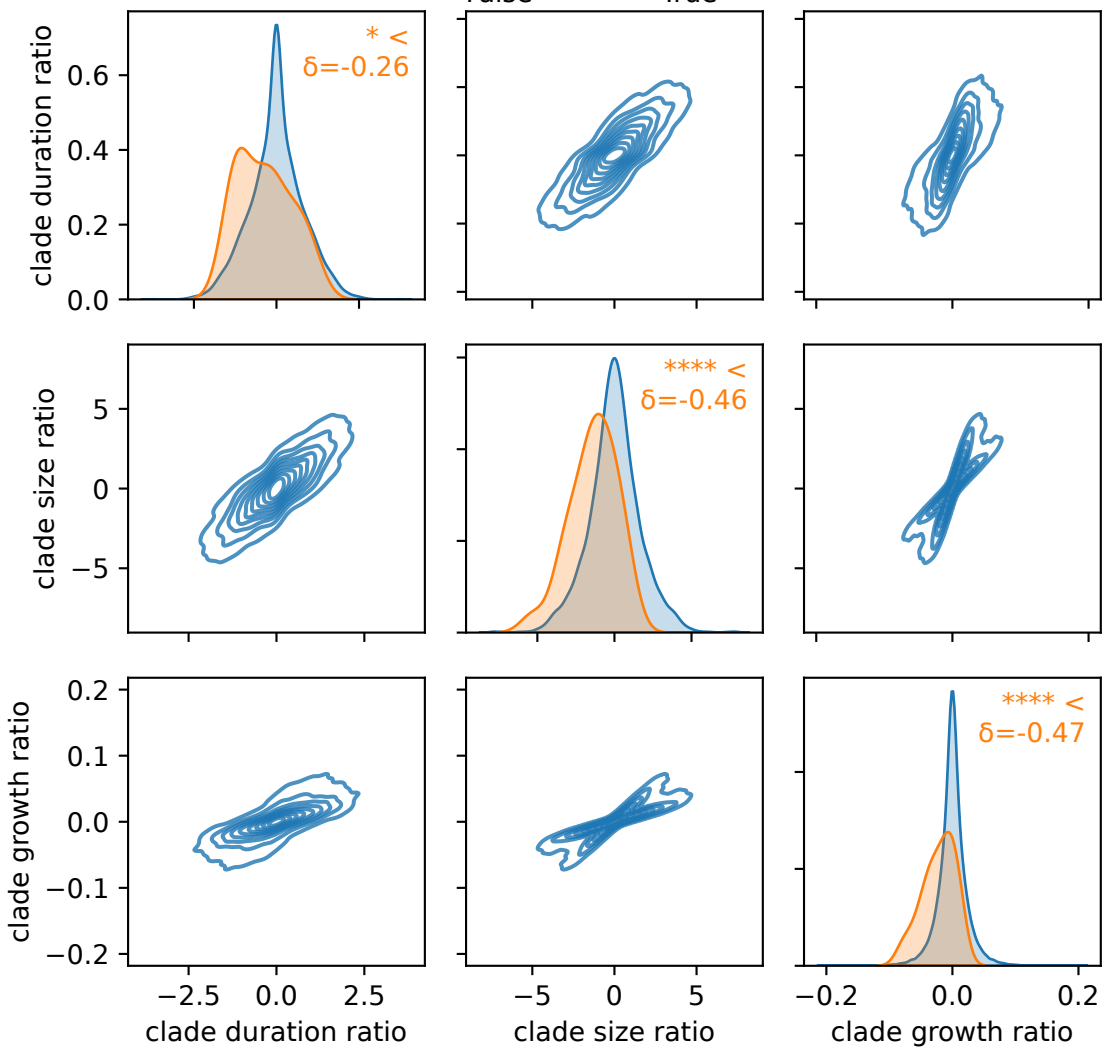 True
clade duration ratio
0.6
0.4
0.2
0.0
* <
δ=-0.26
clade size ratio
5
0
−5
**** <
δ=-0.46
clade growth ratio
0.2
0.1
0.0
−0.1
−0.2
**** <
δ=-0.47
−2.5 0.0 2.5
−5 0 5
−0.2 0.0 0.2
clade duration ratio
clade size ratio
clade growth ratio